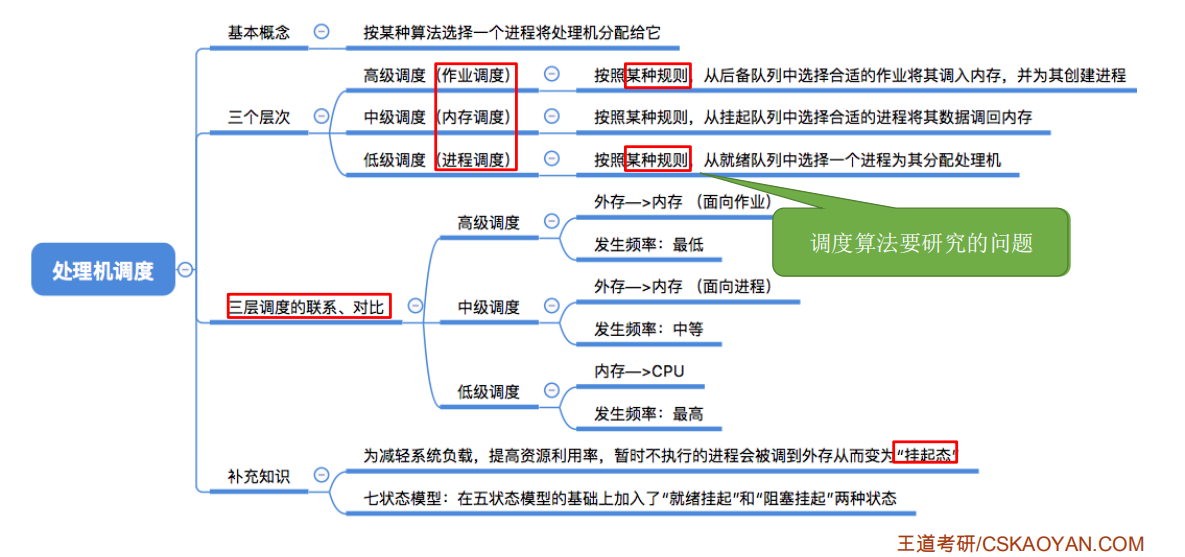 基本概念
按某种算法选择一个进程将处理机分配给它
三个层次
高级调度（作业调度）
按照某种规则，从后备队列中选择合适的作业将其调入内存，并为其创建进程
中级调度（内存调度）
按照某种规则，从挂起队列中选择合适的进程将其数据调回内存
低级调度（进程调度）
按照某种规则，从就绪队列中选择一个进程为其分配处理机
调度算法要研究的问题
处理机调度
三层调度的联系、对比
高级调度
外存—>内存 （面向作业）
发生频率：最低
中级调度
外存—>内存 （面向进程）
发生频率：中等
低级调度
内存—>CPU
发生频率：最高
补充知识
为减轻系统负载，提高资源利用率，暂时不执行的进程会被调到外存从而变为“挂起态”
七状态模型：在五状态模型的基础上加入了“就绪挂起”和“阻塞挂起”两种状态
王道考研/CSKAOYAN.COM